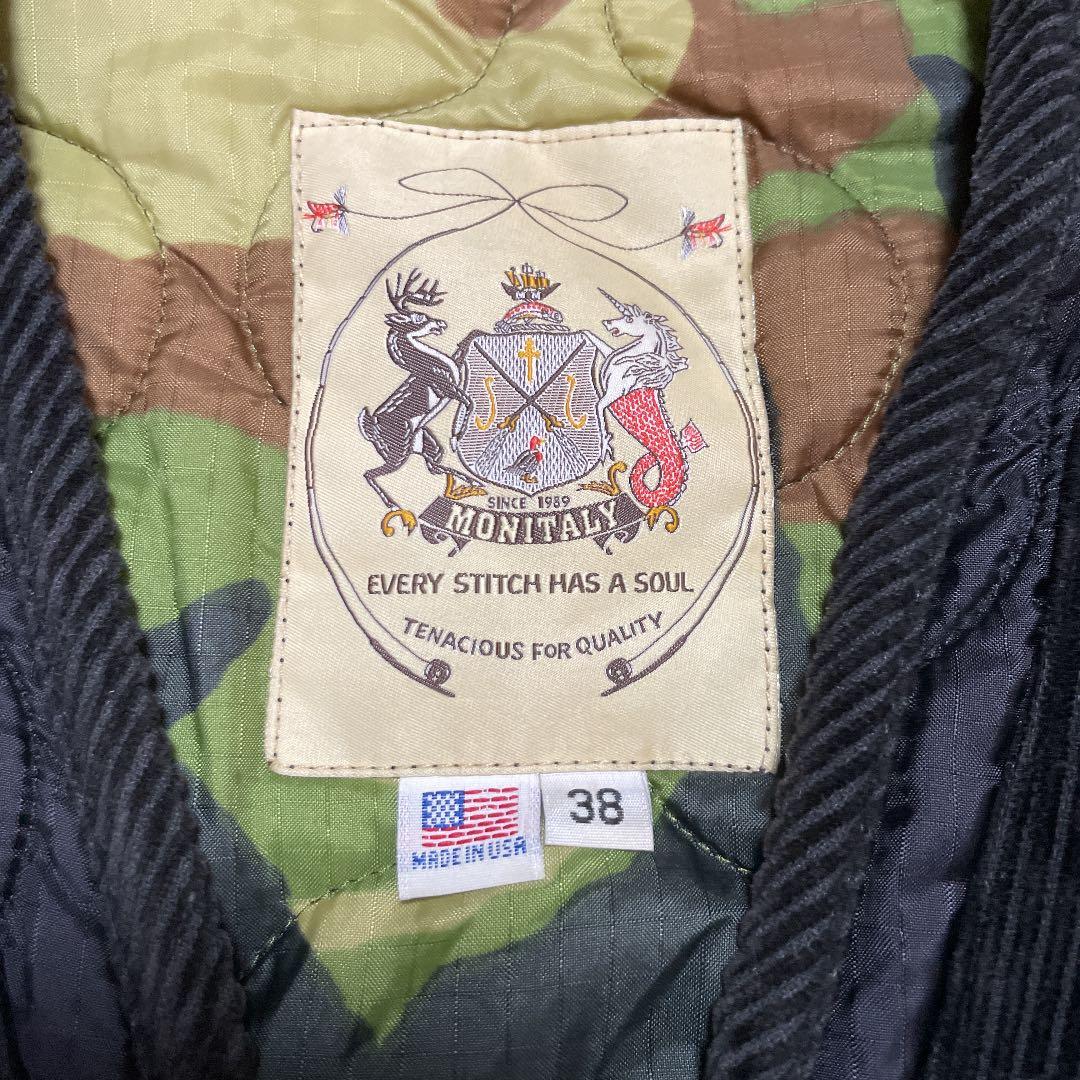 SINCE 1989
MONITALY
EVERY STITCH HAS A SOUL
TENACIOUS FOR QUALITY
MADE IN USA
38